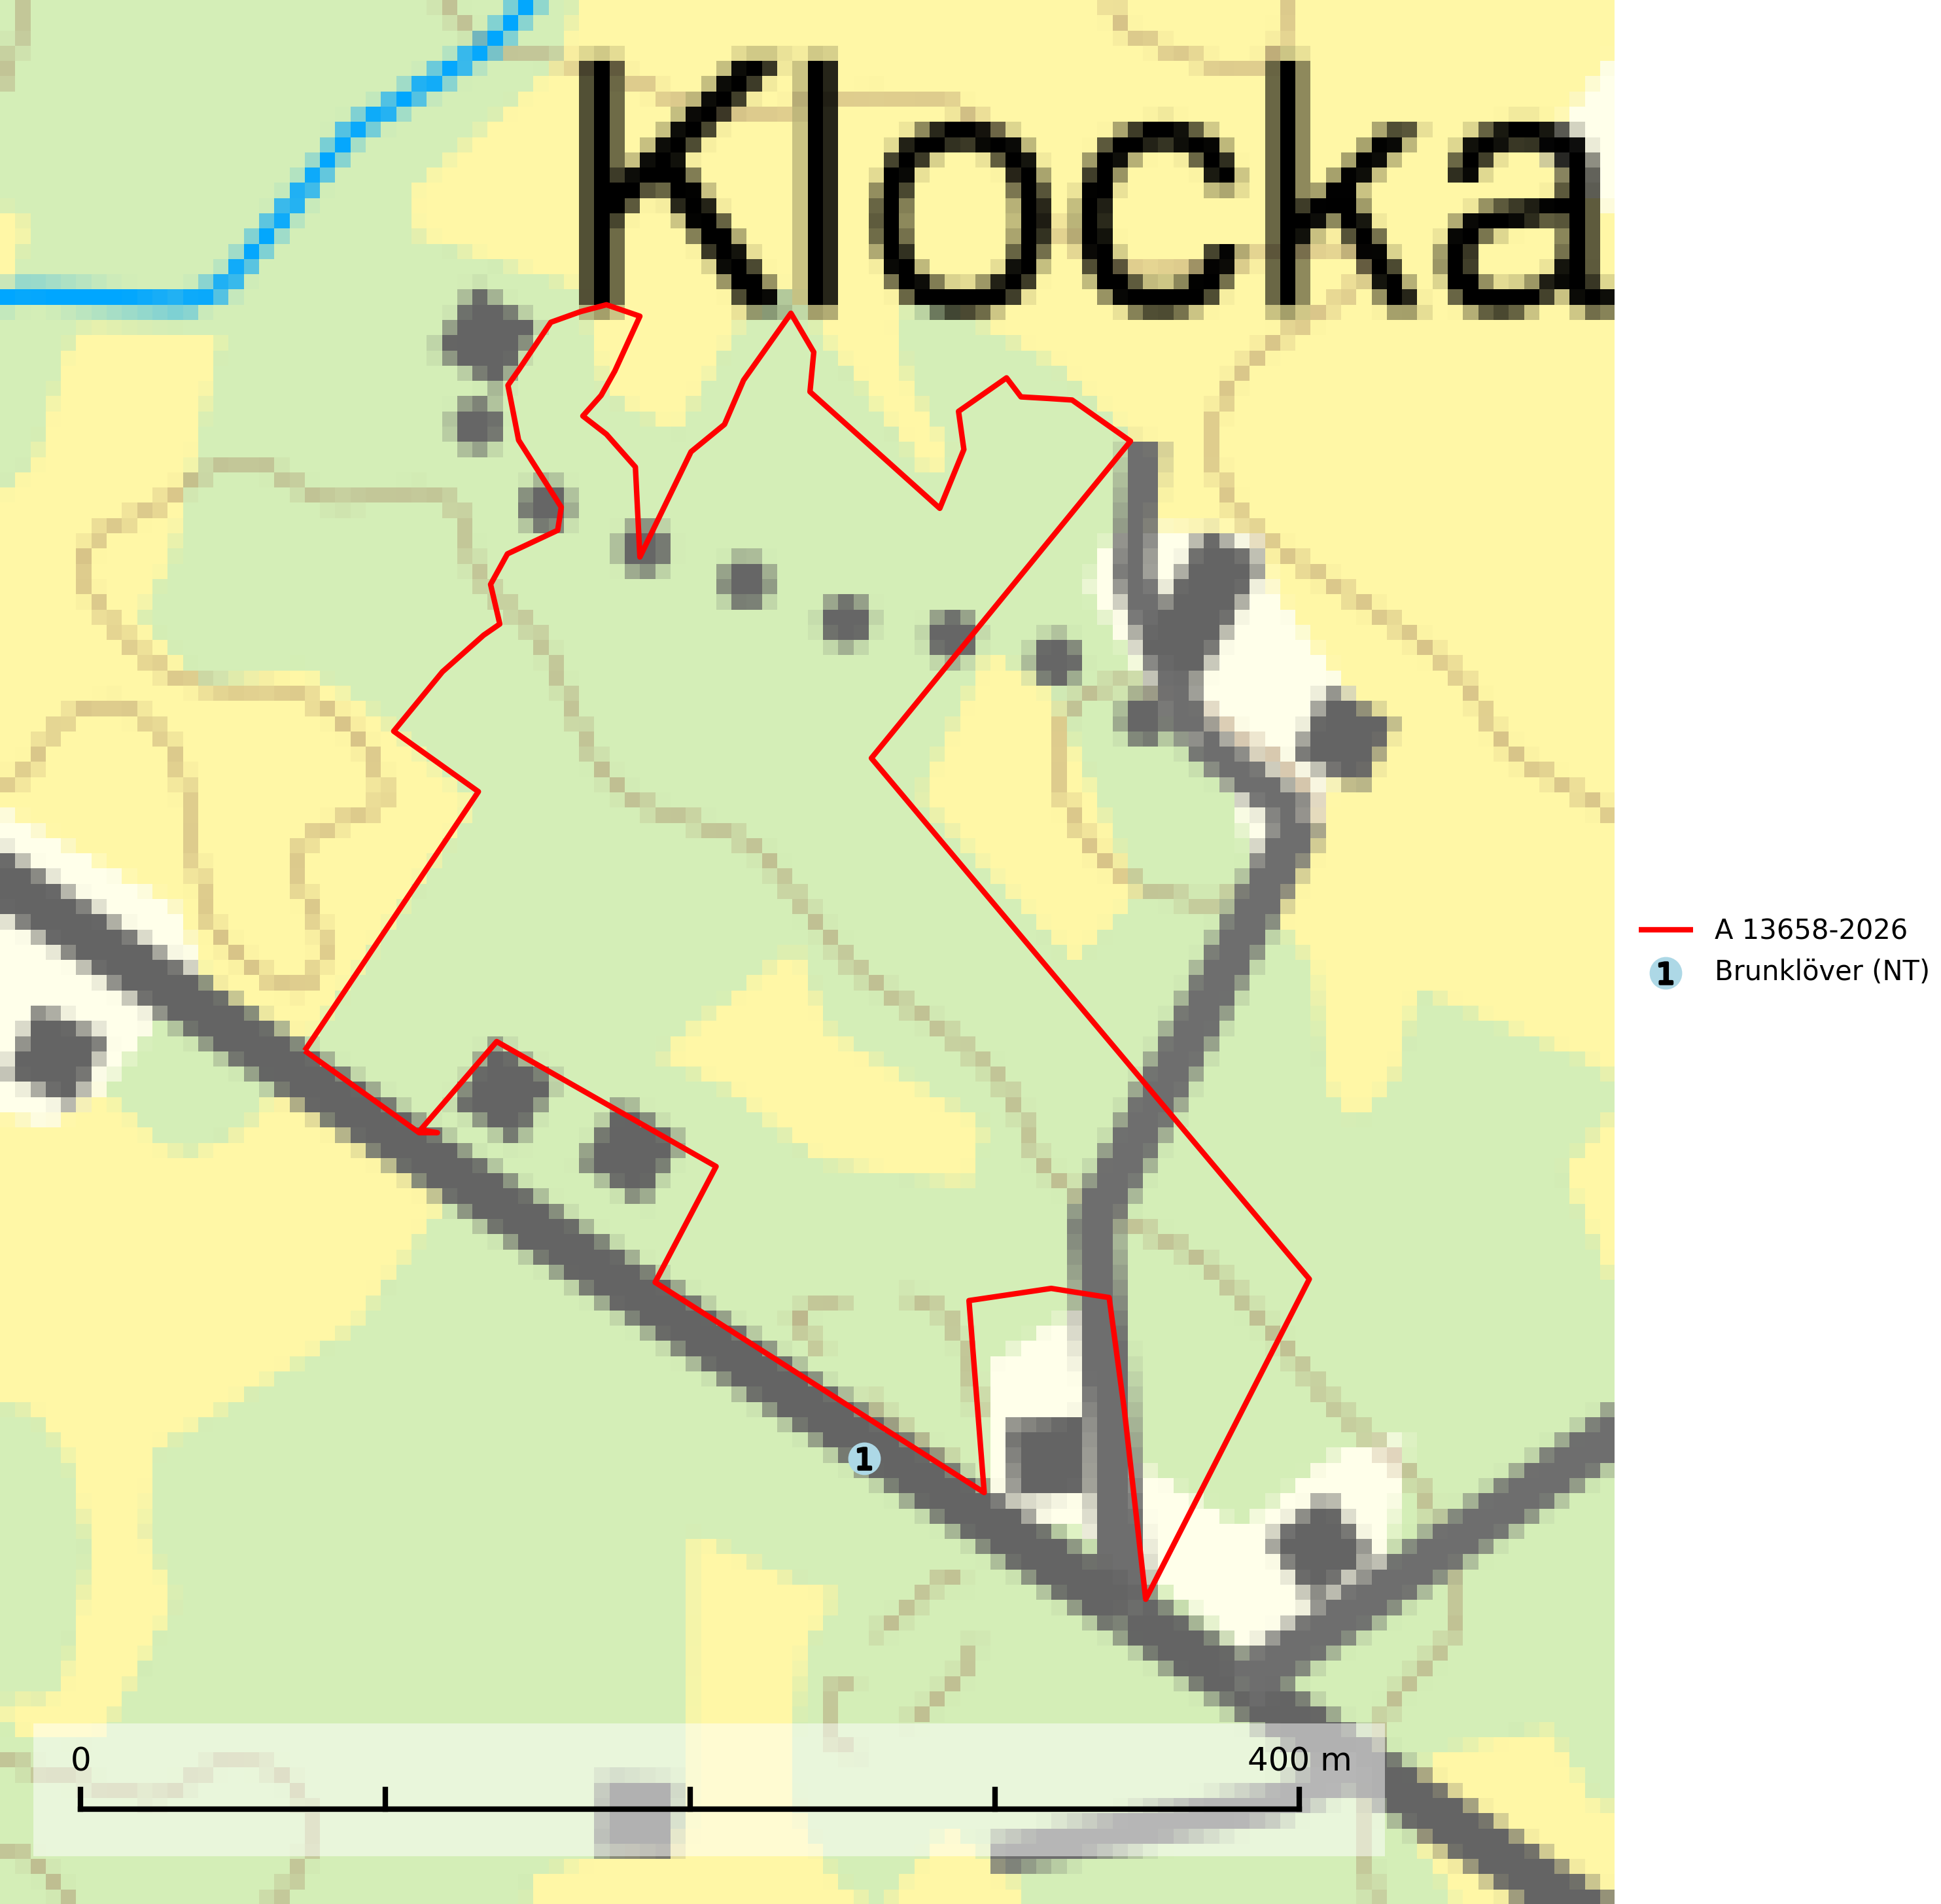 Klocka
A 13658-2026
1 Brunklöver (NT)
1
0 400 m